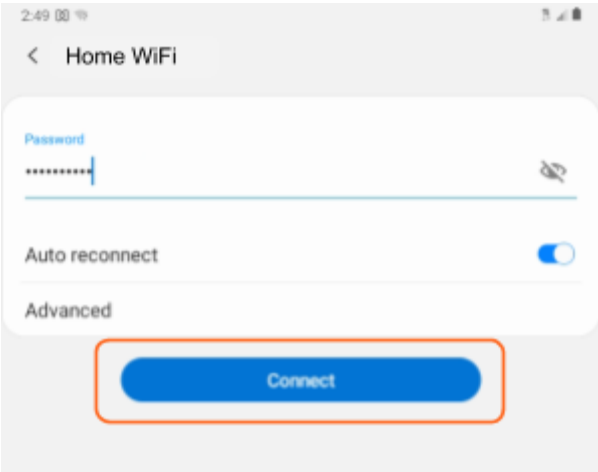 2:49
Home WiFi
Password
••••••••••
Auto reconnect
Advanced
Connect